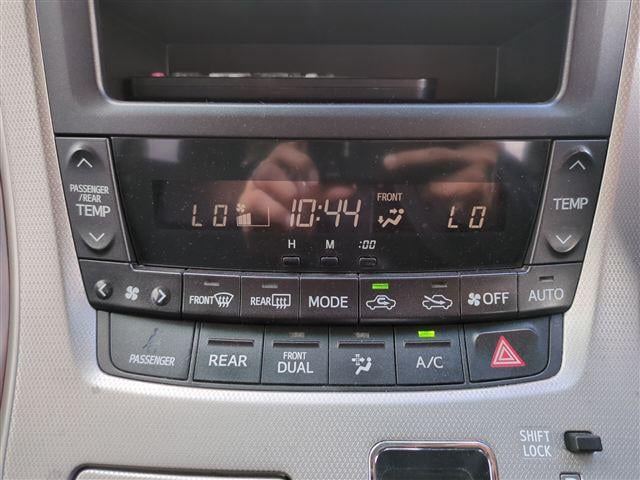 PASSENGER
/REAR
TEMP
LO
10:44
FRONT
LO
TEMP
H M :00
FRONT
REAR
MODE
OFF
AUTO
PASSENGER
REAR
FRONT
DUAL
A/C
SHIFT
LOCK